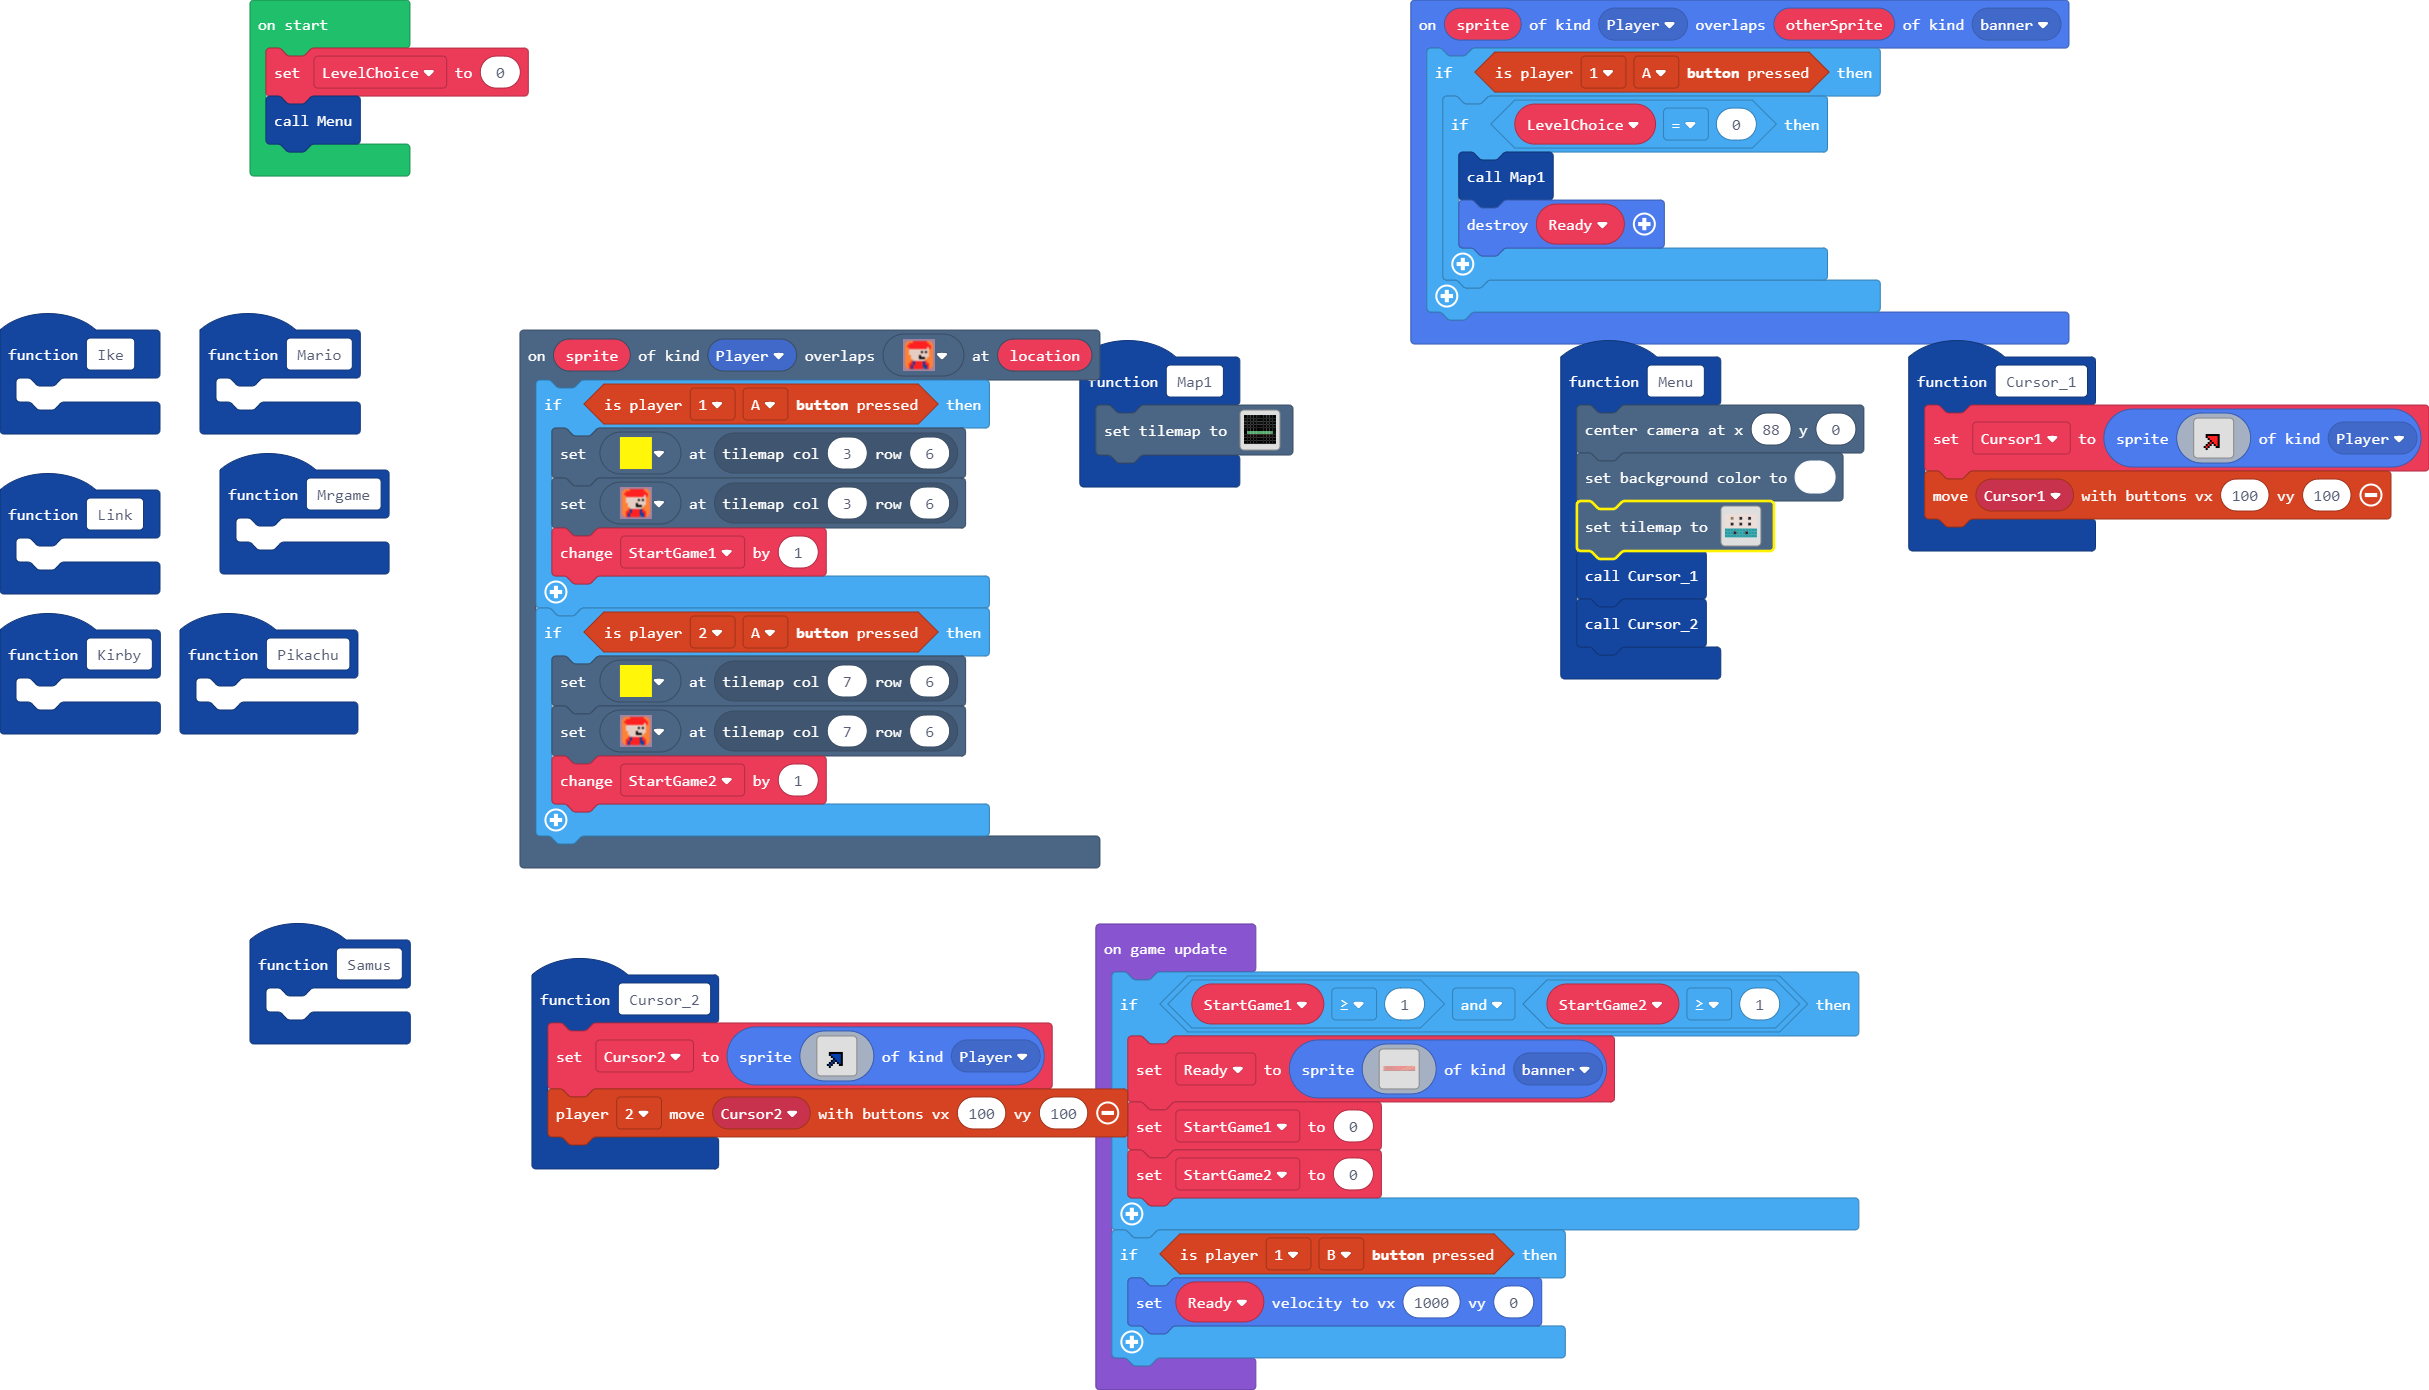 on start
set LevelChoice to 0
call Menu
on sprite of kind Player overlaps otherSprite of kind banner
if is player 1 A button pressed then
if LevelChoice = 0 then
call Map1
destroy Ready
function Ike
function Mario
function Link
function Mrgame
function Kirby
function Pikachu
on sprite of kind Player overlaps at location
if is player 1 A button pressed then
set at tilemap col 3 row 6
set at tilemap col 3 row 6
change StartGame1 by 1
if is player 2 A button pressed then
set at tilemap col 7 row 6
set at tilemap col 7 row 6
change StartGame2 by 1
function Map1
set tilemap to
function Menu
center camera at x 88 y 0
set background color to
set tilemap to
call Cursor_1
call Cursor_2
function Cursor_1
set Cursor1 to sprite of kind Player
move Cursor1 with buttons vx 100 vy 100
function Samus
function Cursor_2
set Cursor2 to sprite of kind Player
player 2 move Cursor2 with buttons vx 100 vy 100
on game update
if StartGame1 ≥ 1 and StartGame2 ≥ 1 then
set Ready to sprite of kind banner
set StartGame1 to 0
set StartGame2 to 0
if is player 1 B button pressed then
set Ready velocity to vx 1000 vy 0